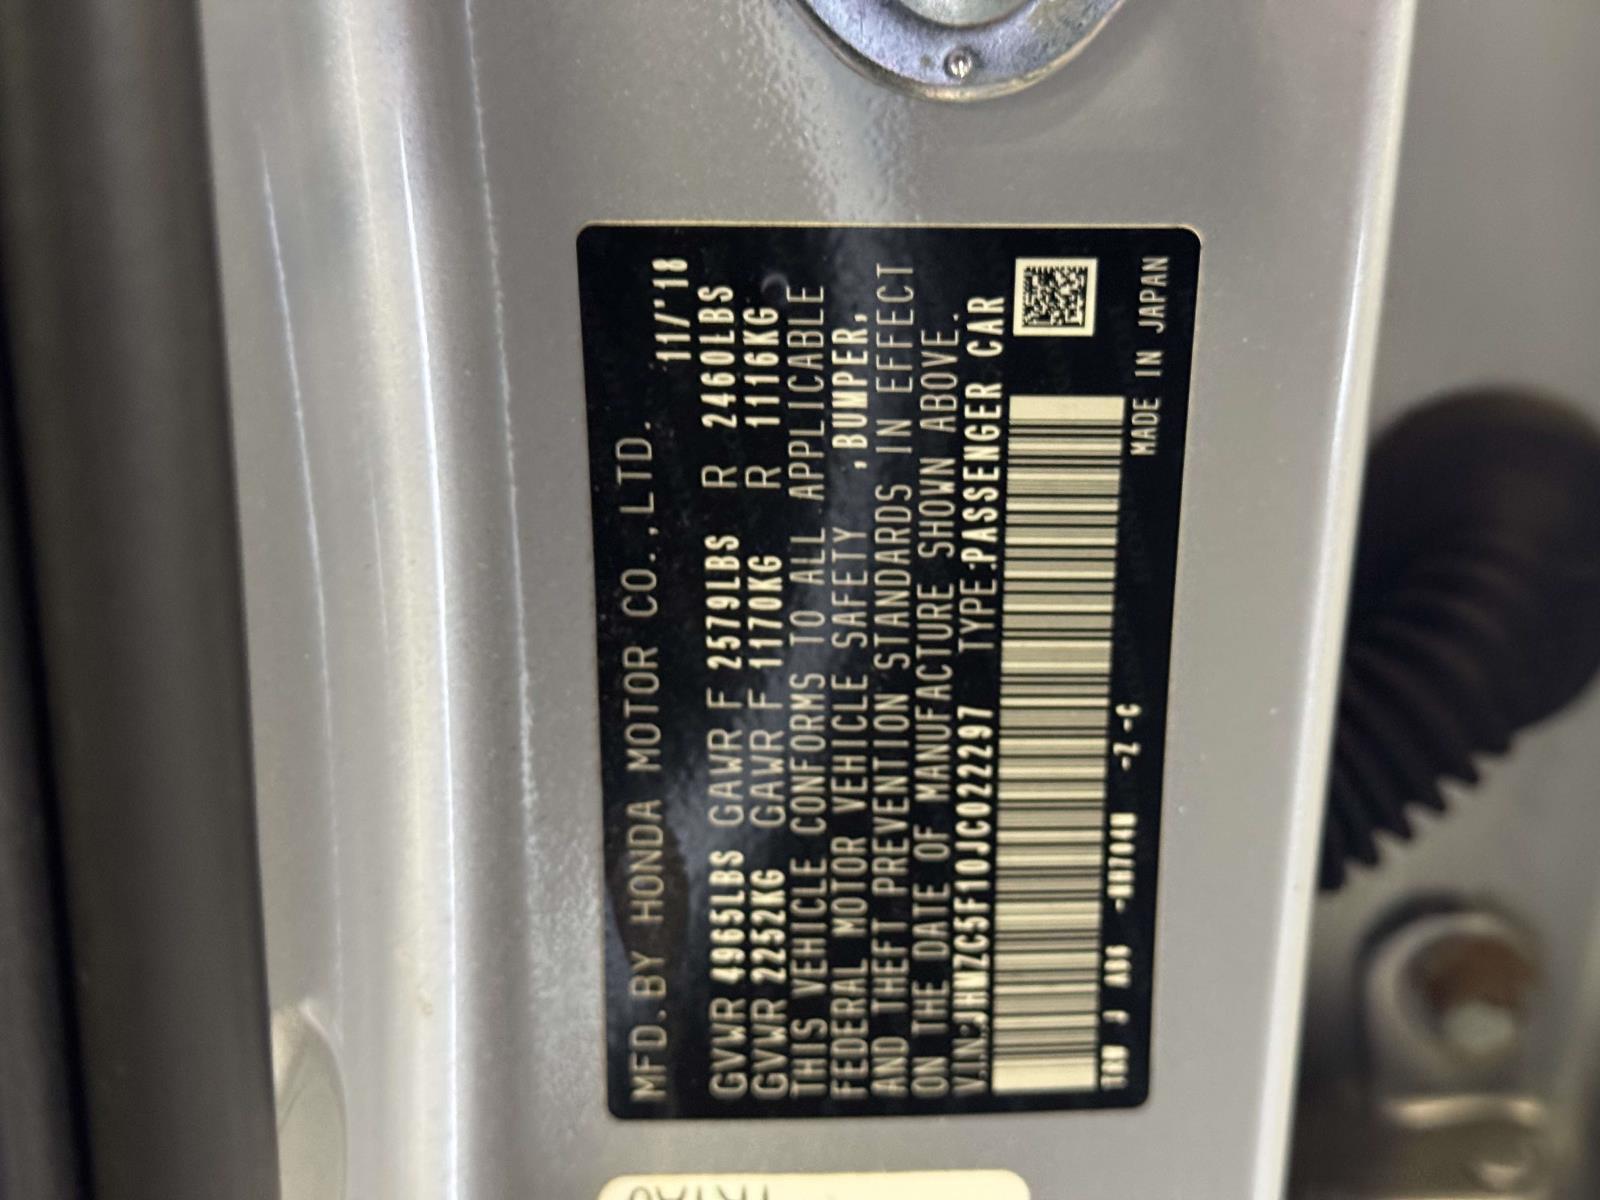 MFD. BY HONDA MOTOR CO.,LTD. 11/'18
GVWR 4965LBS GAWR F 2579LBS R 2460LBS
GVWR 2252KG GAWR F 1170KG R 1116KG
THIS VEHICLE CONFORMS TO ALL APPLICABLE
FEDERAL MOTOR VEHICLE SAFETY ,BUMPER,
AND THEFT PREVENTION STANDARDS IN EFFECT
ON THE DATE OF MANUFACTURE SHOWN ABOVE.
V.I.N:JHMZC5F10JC022297 TYPE:PASSENGER CAR
-Z -C
MADE IN JAPAN